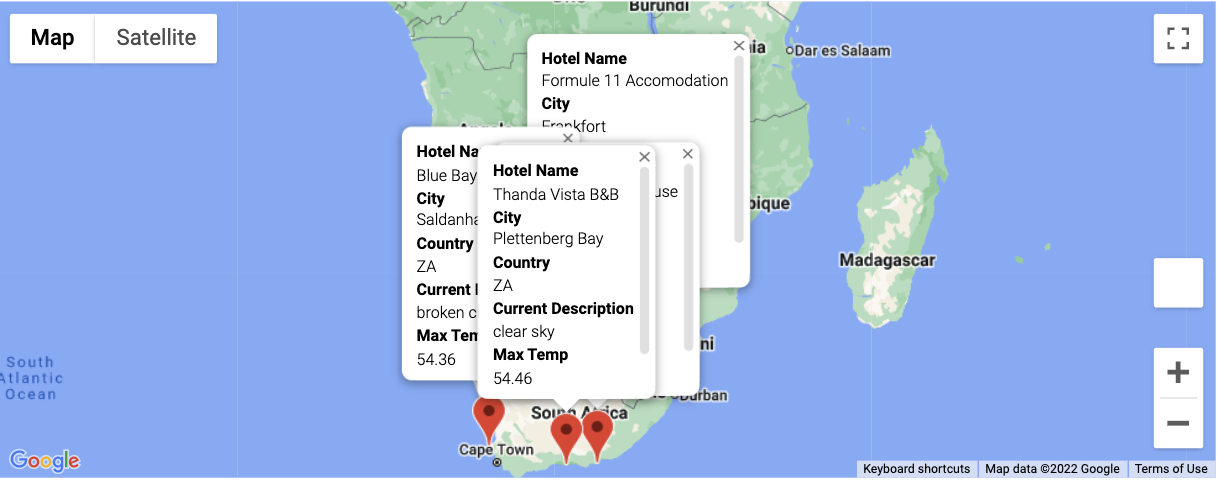 Burundi
Map
Satellite
Dar es Salaam
Hotel Name
Formule 11 Accomodation
City
Frankfort
Hotel Na
Blue Bay
City
Saldanha
Country
ZA
Current
broken c
Max Tem
54.36
Hotel Name
Thanda Vista B&B
City
Plettenberg Bay
Country
ZA
Current Description
clear sky
Max Temp
54.46
use
bique
Madagascar
ni
South
Atlantic
Ocean
Durban
South Africa
Cape Town
Google
Keyboard shortcuts
Map data ©2022 Google
Terms of Use